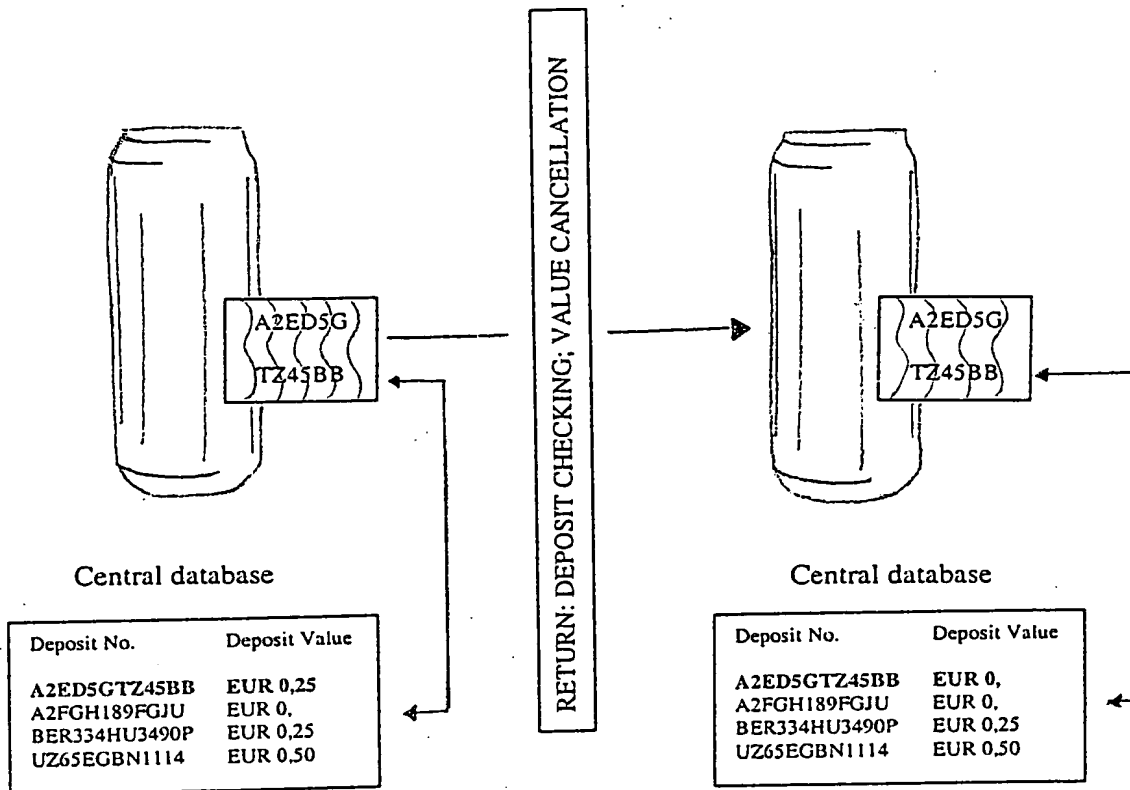 A2ED5G
TZ45BB
Central database
Deposit No. Deposit Value
A2ED5GTZ45BB EUR 0,25
A2FGH189FGJU EUR 0,
BER334HU3490P EUR 0,25
UZ65EGBN1114 EUR 0,50
RETURN: DEPOSIT CHECKING; VALUE CANCELLATION
A2ED5G
TZ45BB
Central database
Deposit No. Deposit Value
A2ED5GTZ45BB EUR 0,
A2FGH189FGJU EUR 0,
BER334HU3490P EUR 0,25
UZ65EGBN1114 EUR 0,50